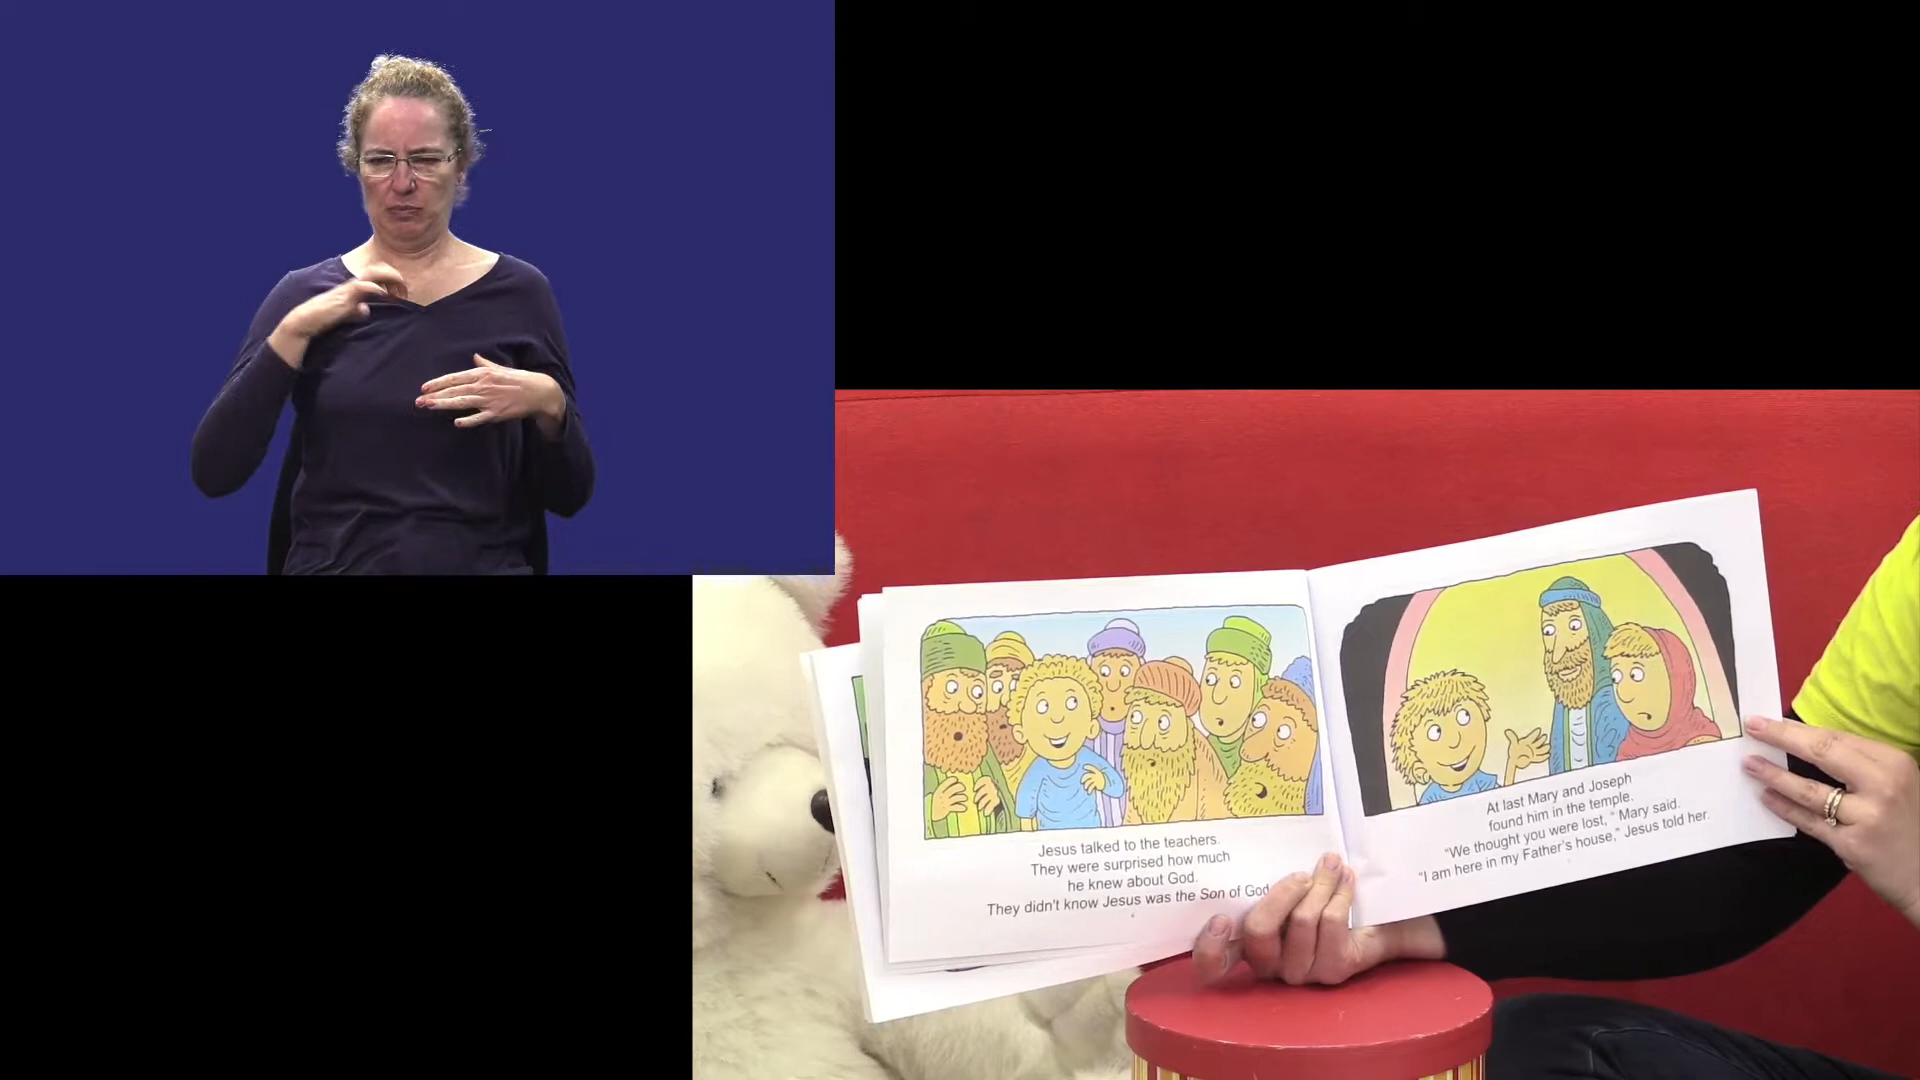 Jesus talked to the teachers.
They were surprised how much
he knew about God.
They didn't know Jesus was the Son of God
At last Mary and Joseph
found him in the temple.
"We thought you were lost, " Mary said.
"I am here in my Father's house," Jesus told her.